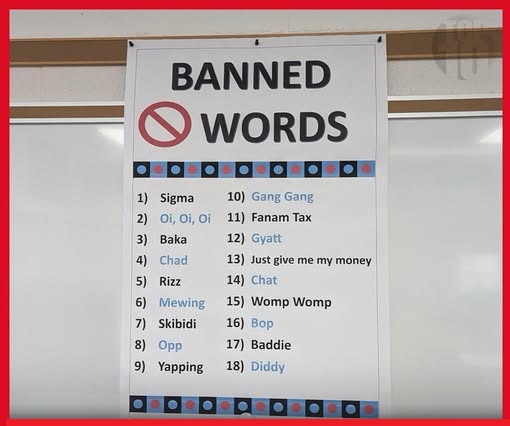 BANNED
WORDS
1) Sigma
2) Oi, Oi, Oi
3) Baka
4) Chad
5) Rizz
6) Mewing
7) Skibidi
8) Opp
9) Yapping
10) Gang Gang
11) Fanam Tax
12) Gyatt
13) Just give me my money
14) Chat
15) Womp Womp
16) Bop
17) Baddie
18) Diddy